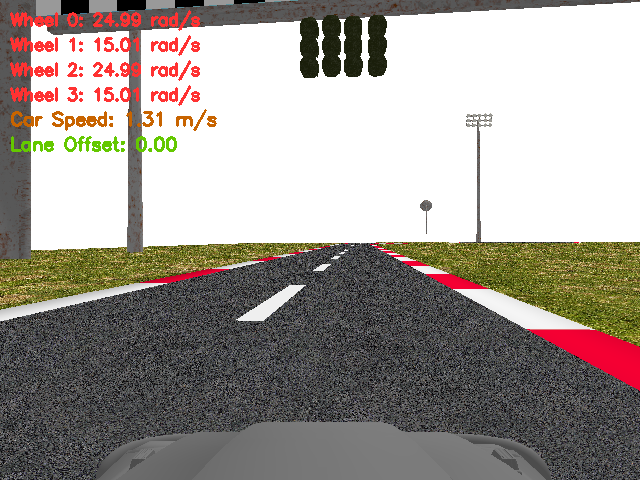 Wheel 0: 24.99 rad/s
Wheel 1: 15.01 rad/s
Wheel 2: 24.99 rad/s
Wheel 3: 15.01 rad/s
Car Speed: 1.31 m/s
Lane Offset: 0.00